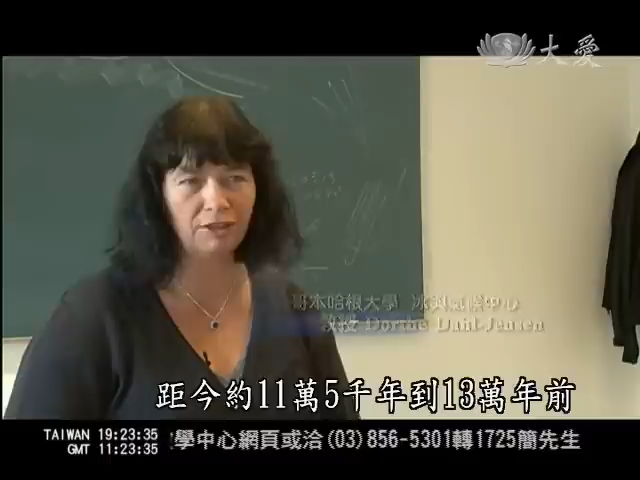 大愛
哥本哈根大學 冰與氣候中心
教授 Dorthe Dahl-Jensen
距今約11萬5千年到13萬年前
TAIWAN 19:23:35
GMT 11:23:35
學中心網頁或洽(03)856-5301轉1725簡先生